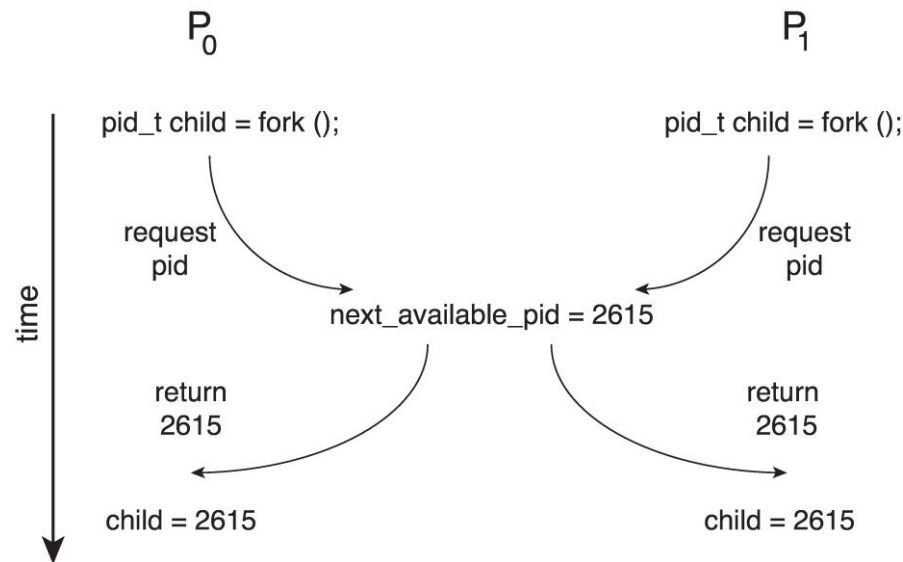 P0 P1
pid_t child = fork (); pid_t child = fork ();
request request
pid pid
next_available_pid = 2615
time
return return
2615 2615
child = 2615 child = 2615